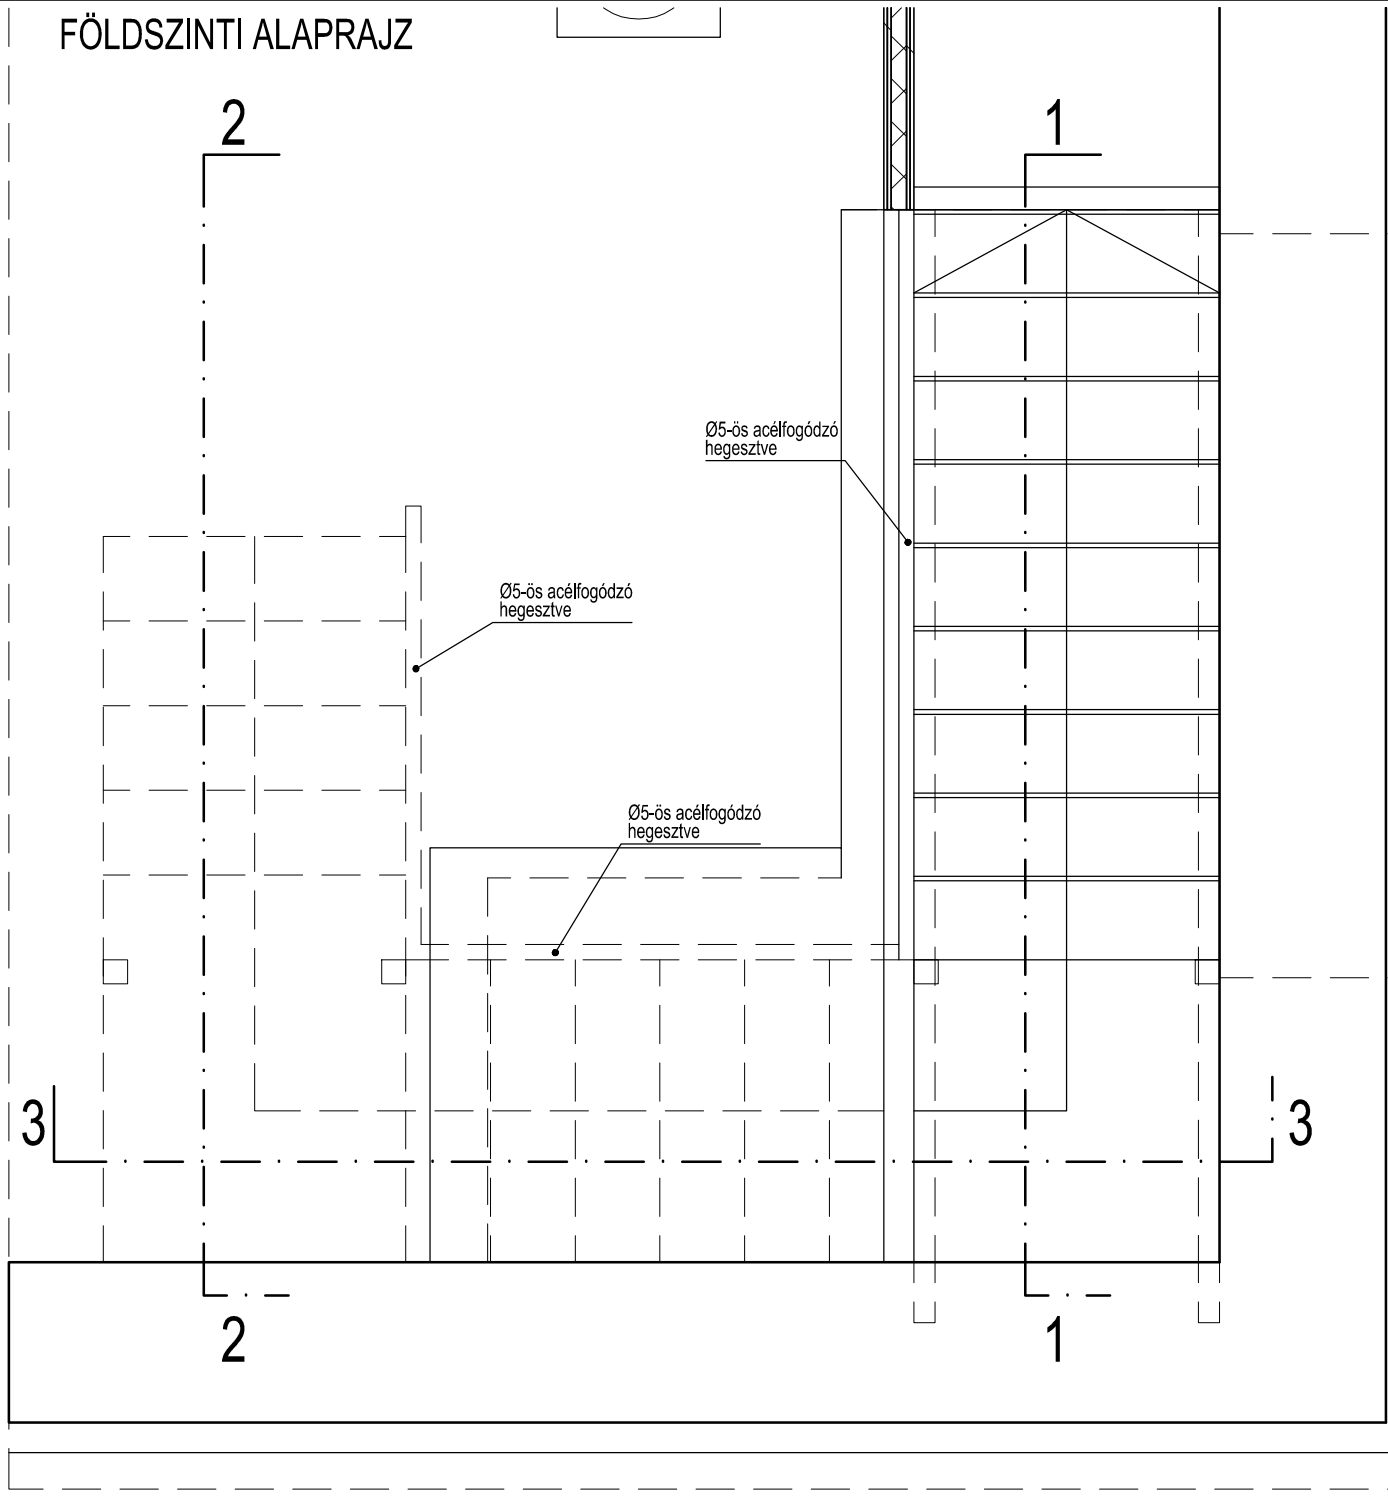 FÖLDSZINTI ALAPRAJZ
2
1
Ø5-ös acélfogódzó
hegesztve
Ø5-ös acélfogódzó
hegesztve
Ø5-ös acélfogódzó
hegesztve
3
3
2
1